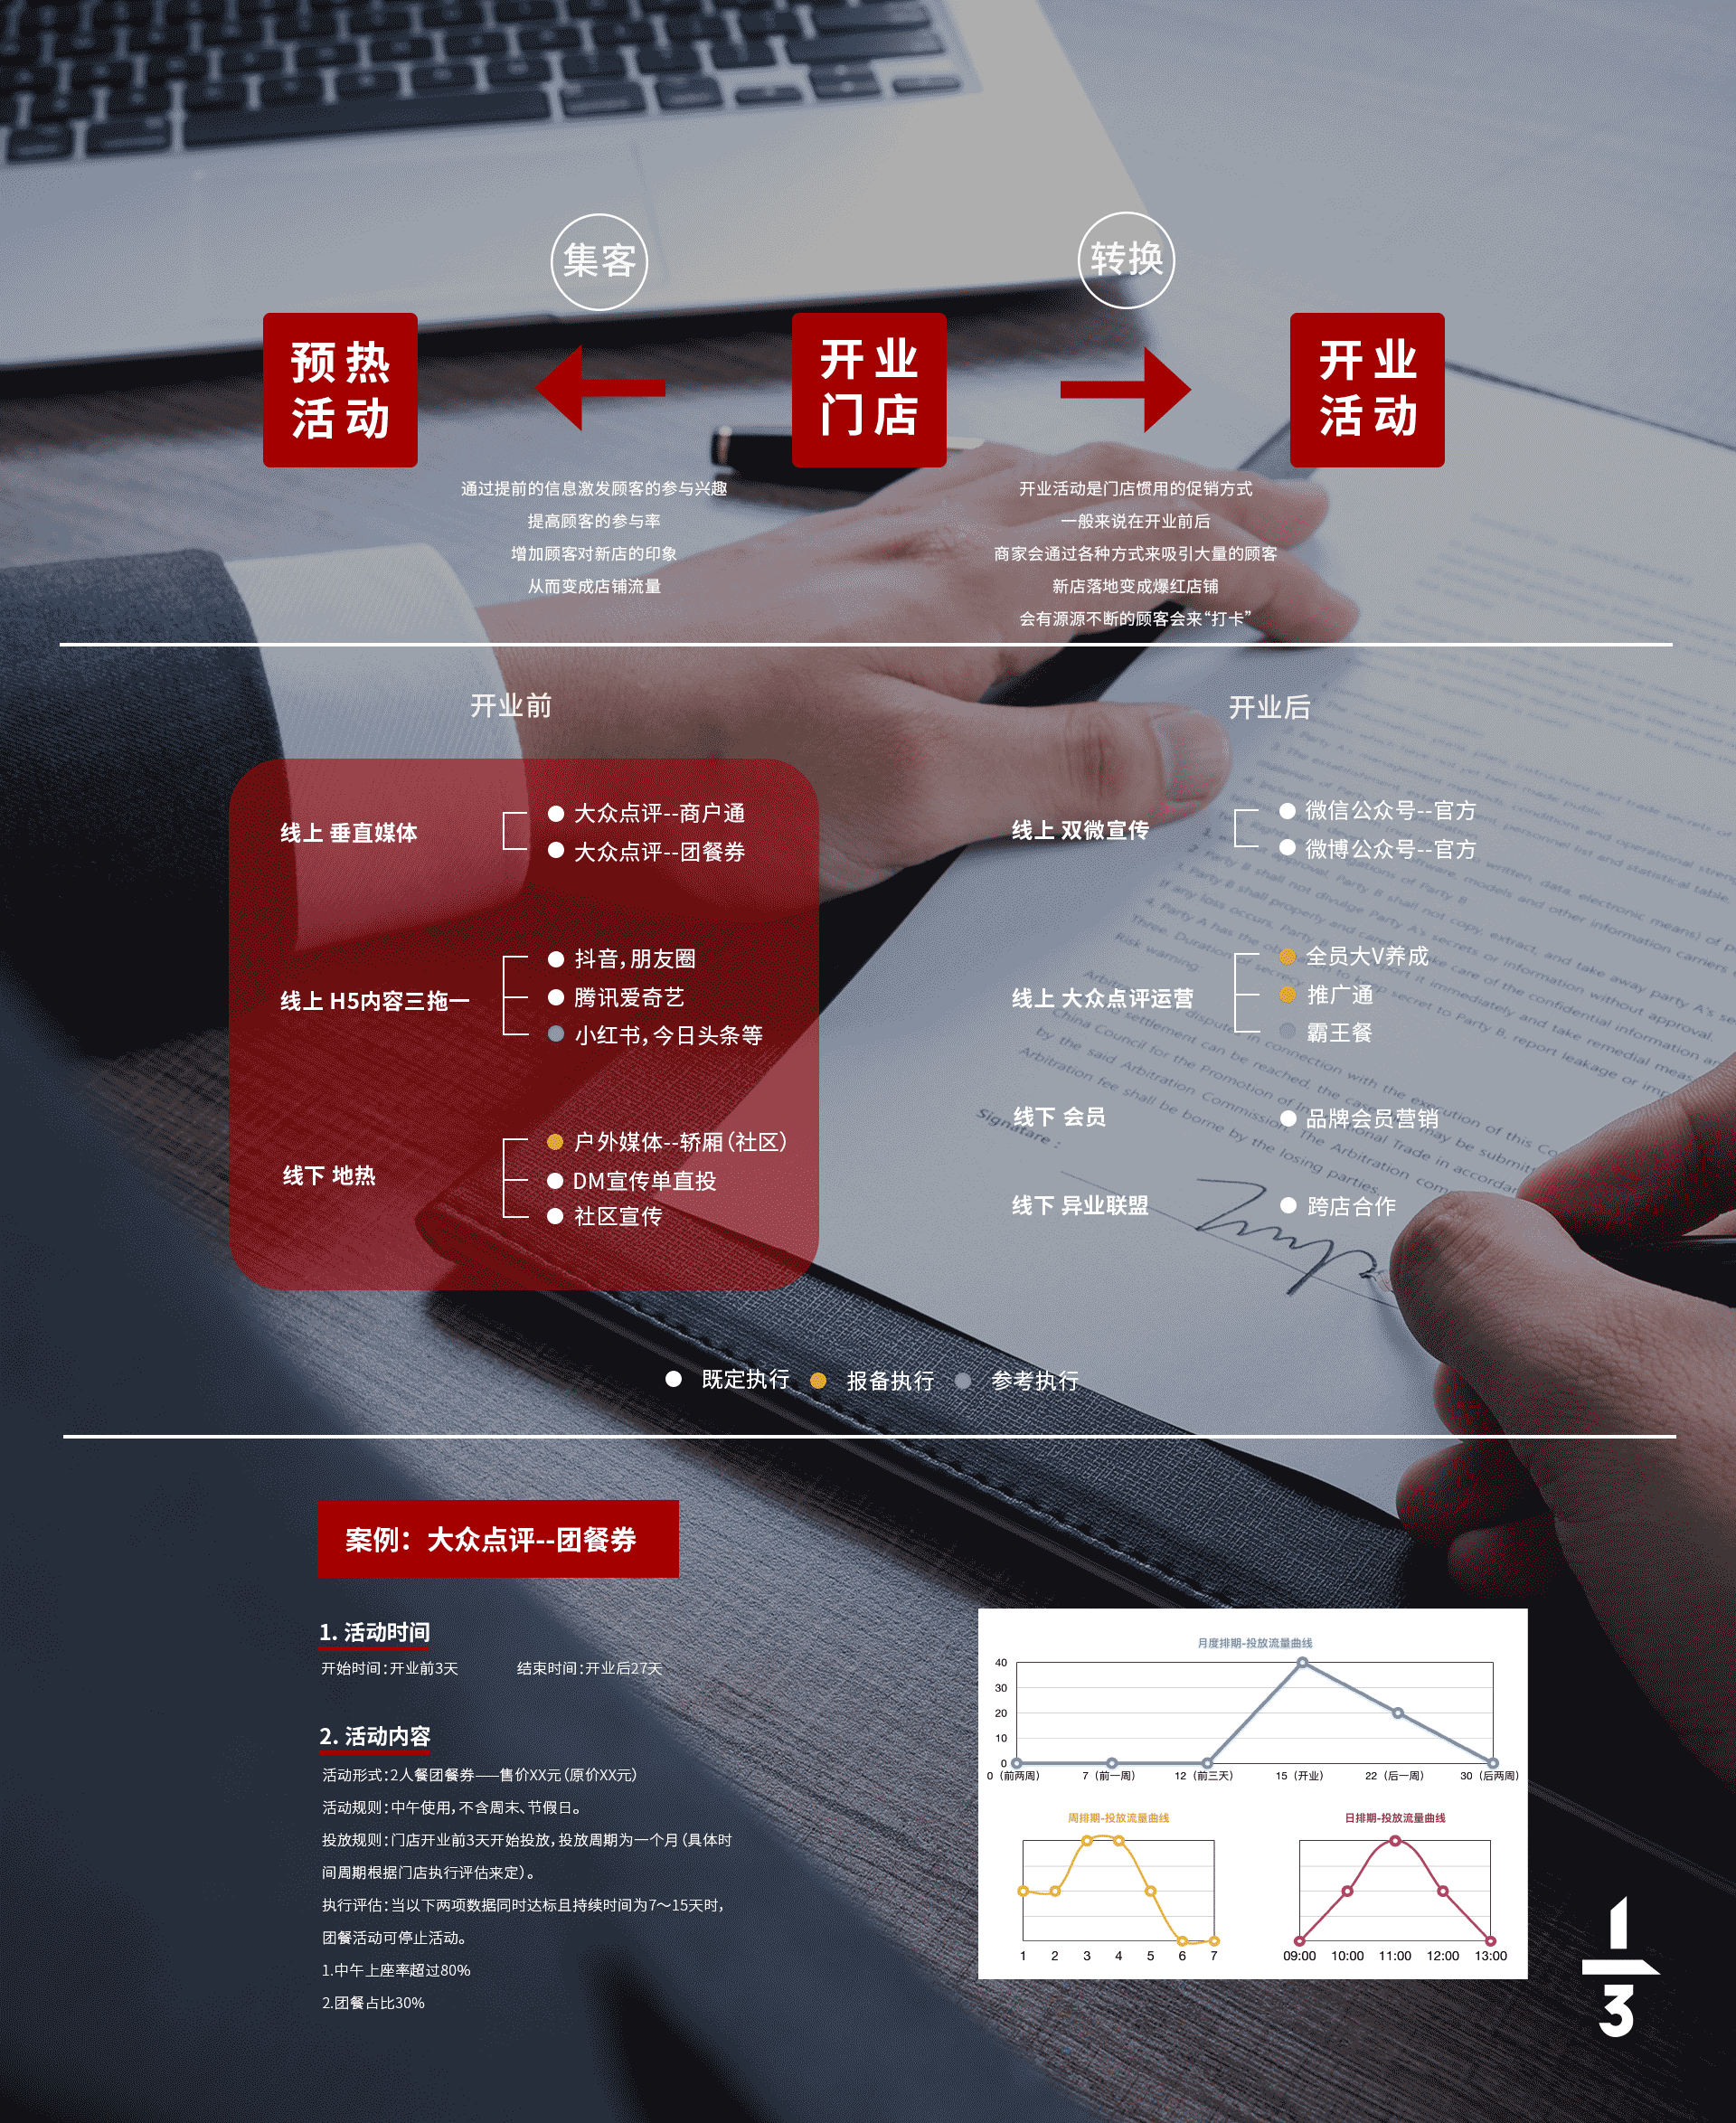 集客
转换
预热
活动
开业
门店
开业
活动
通过提前的信息激发顾客的参与兴趣
提高顾客的参与率
增加顾客对新店的印象
从而变成店铺流量
开业活动是门店惯用的促销方式
一般来说在开业前后
商家会通过各种方式来吸引大量的顾客
新店落地变成爆红店铺
会有源源不断的顾客会来“打卡”
开业前
线上 垂直媒体
大众点评--商户通
大众点评--团餐券
线上 H5内容三拖一
抖音，朋友圈
腾讯爱奇艺
小红书，今日头条等
线下 地热
户外媒体--轿厢（社区）
DM宣传单直投
社区宣传
开业后
线上 双微宣传
微信公众号--官方
微博公众号--官方
线上 大众点评运营
全员大V养成
推广通
霸王餐
线下 会员
品牌会员营销
线下 异业联盟
跨店合作
Signatare :
既定执行 报备执行 参考执行
案例：大众点评--团餐券
1. 活动时间
开始时间：开业前3天 结束时间：开业后27天
2. 活动内容
活动形式：2人餐团餐券——售价XX元（原价XX元）
活动规则：中午使用，不含周末、节假日。
投放规则：门店开业前3天开始投放，投放周期为一个月（具体时
间周期根据门店执行评估来定）。
执行评估：当以下两项数据同时达标且持续时间为7～15天时，
团餐活动可停止活动。
1.中午上座率超过80%
2.团餐占比30%
月度排期-投放流量曲线
40
30
20
10
0
0（前两周） 7（前一周） 12（前三天） 15（开业） 22（后一周） 30（后两周）
周排期-投放流量曲线
1 2 3 4 5 6 7
日排期-投放流量曲线
09:00 10:00 11:00 12:00 13:00
1
3